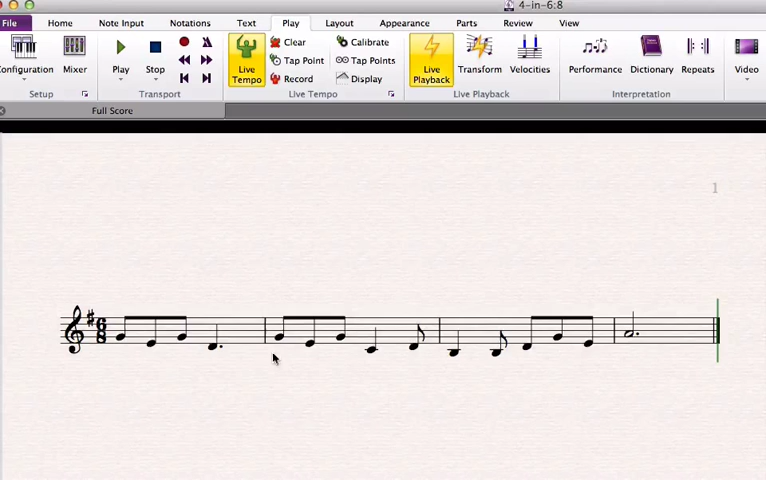 4-in-6:8
File Home Note Input Notations Text Play Layout Appearance Parts Review View
Configuration Mixer Play Stop Live Tempo Clear Tap Point Record Calibrate Tap Points Display Live Playback Transform Velocities Performance Dictionary Repeats Video
Setup Transport Live Tempo Live Playback Interpretation
Full Score
1
6
8